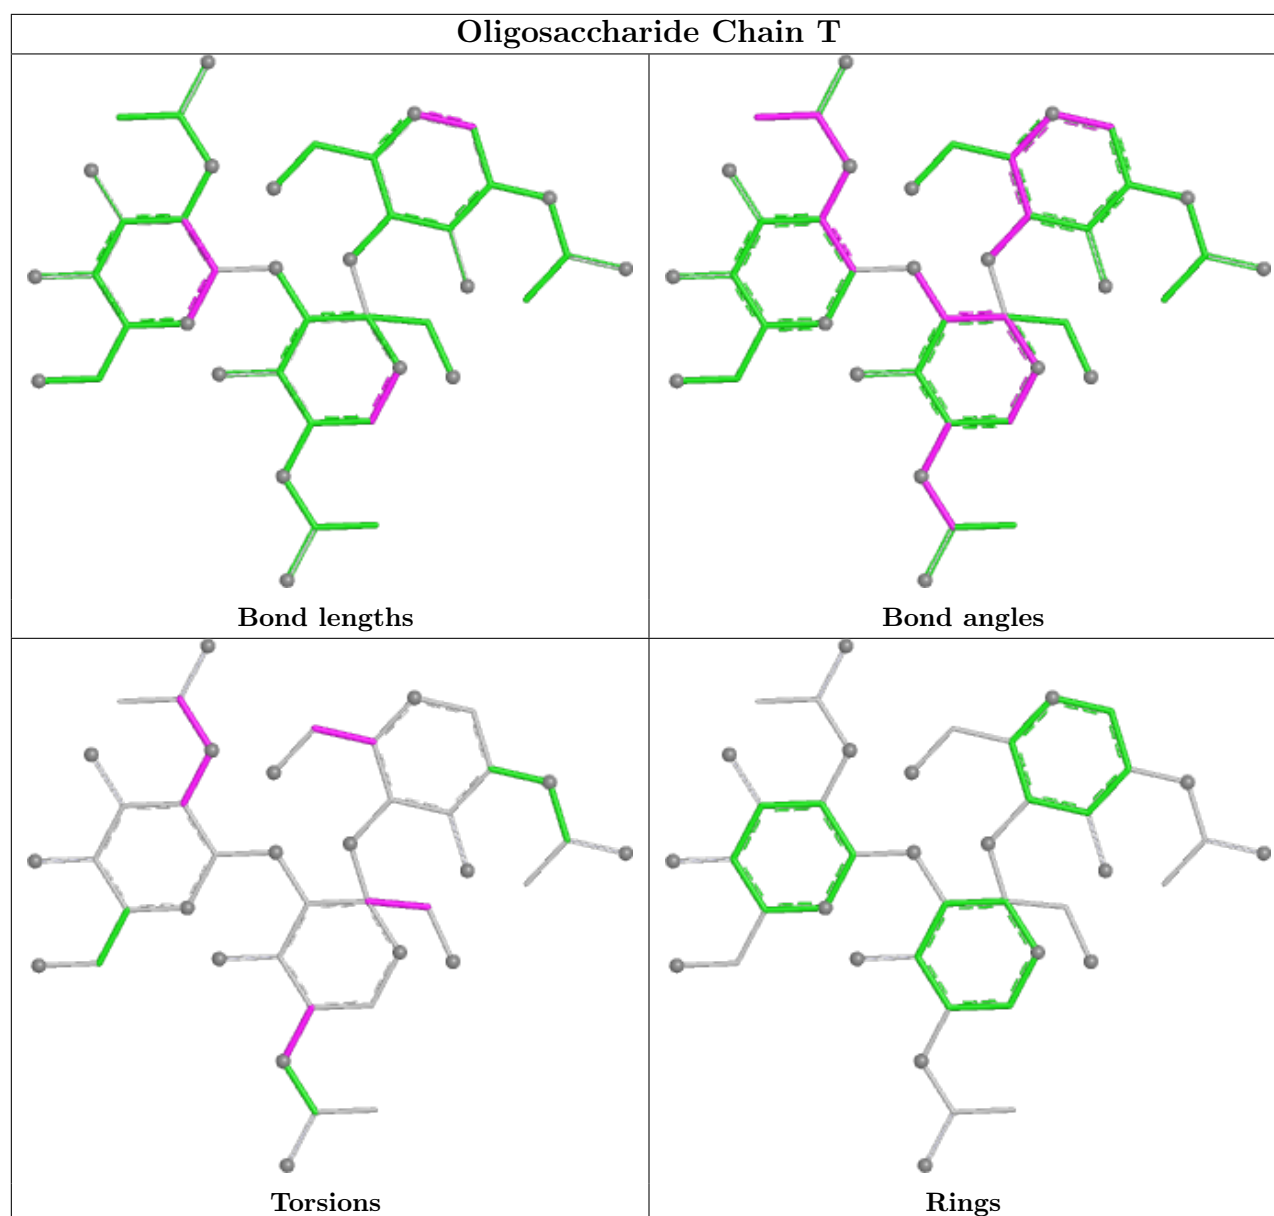 Oligosaccharide Chain T
Bond lengths
Bond angles
Torsions
Rings